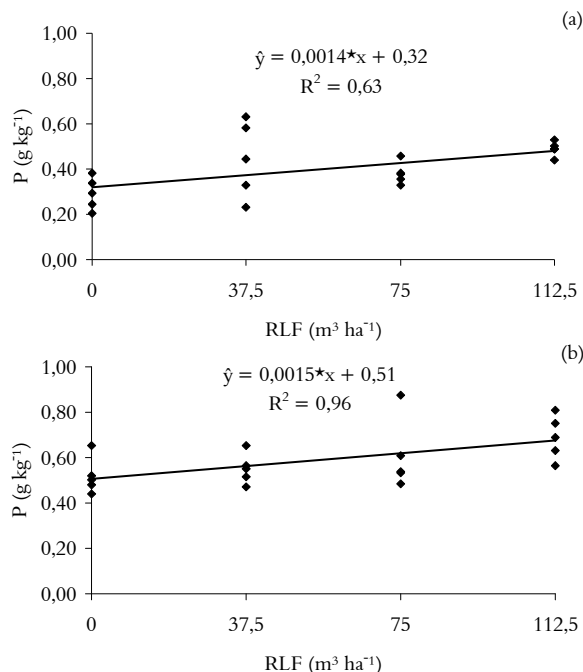 (a)
1,00
ŷ = 0,0014★x + 0,32
0,80
R² = 0,63
0,60
P (g kg⁻¹)
0,40
0,20
0,00
0 37,5 75 112,5
RLF (m³ ha⁻¹)
(b)
1,00
ŷ = 0,0015★x + 0,51
R² = 0,96
0,80
0,60
P (g kg⁻¹)
0,40
0,20
0,00
0 37,5 75 112,5
RLF (m³ ha⁻¹)